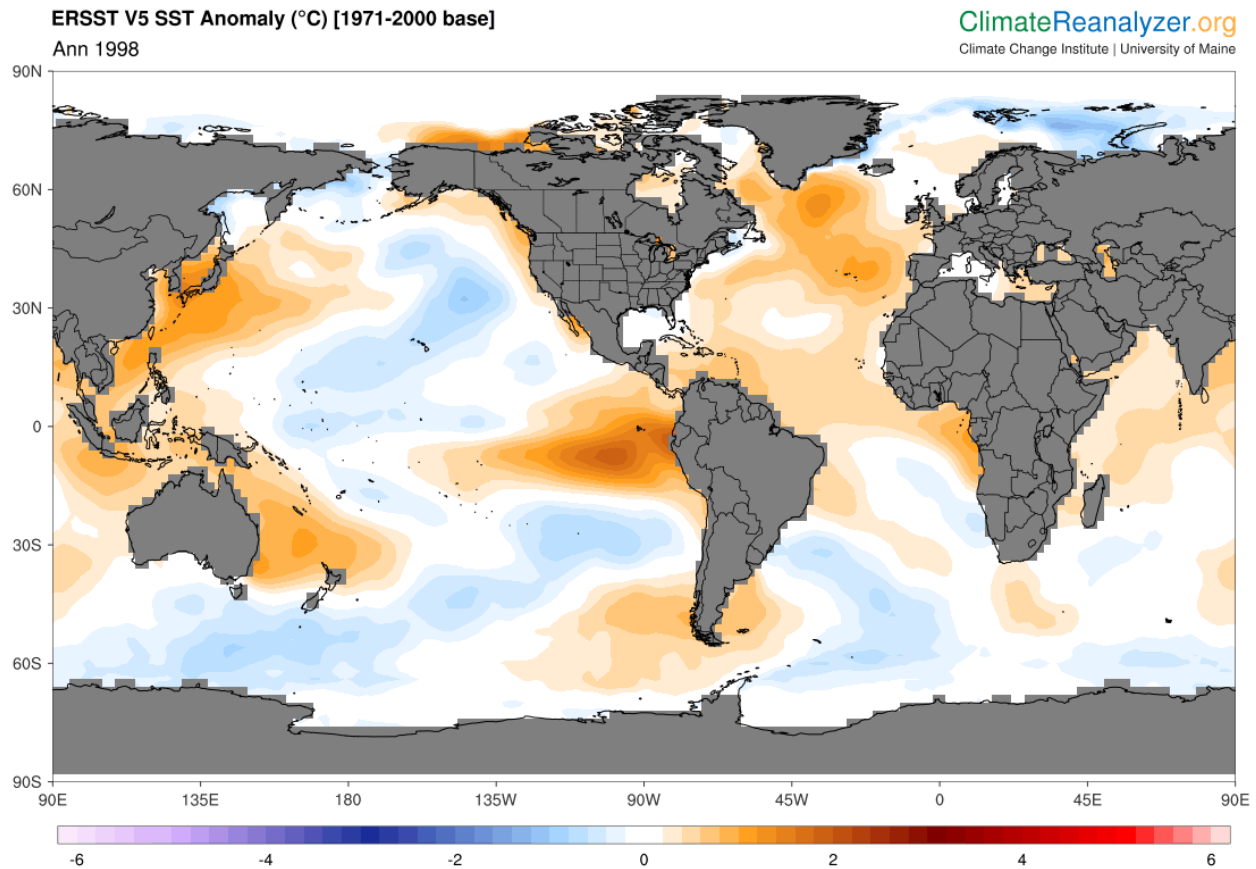 ERSST V5 SST Anomaly (°C) [1971-2000 base]
Ann 1998
ClimateReanalyzer.org
Climate Change Institute | University of Maine
90N
60N
30N
0
30S
60S
90S
90E 135E 180 135W 90W 45W 0 45E 90E
-6 -4 -2 0 2 4 6